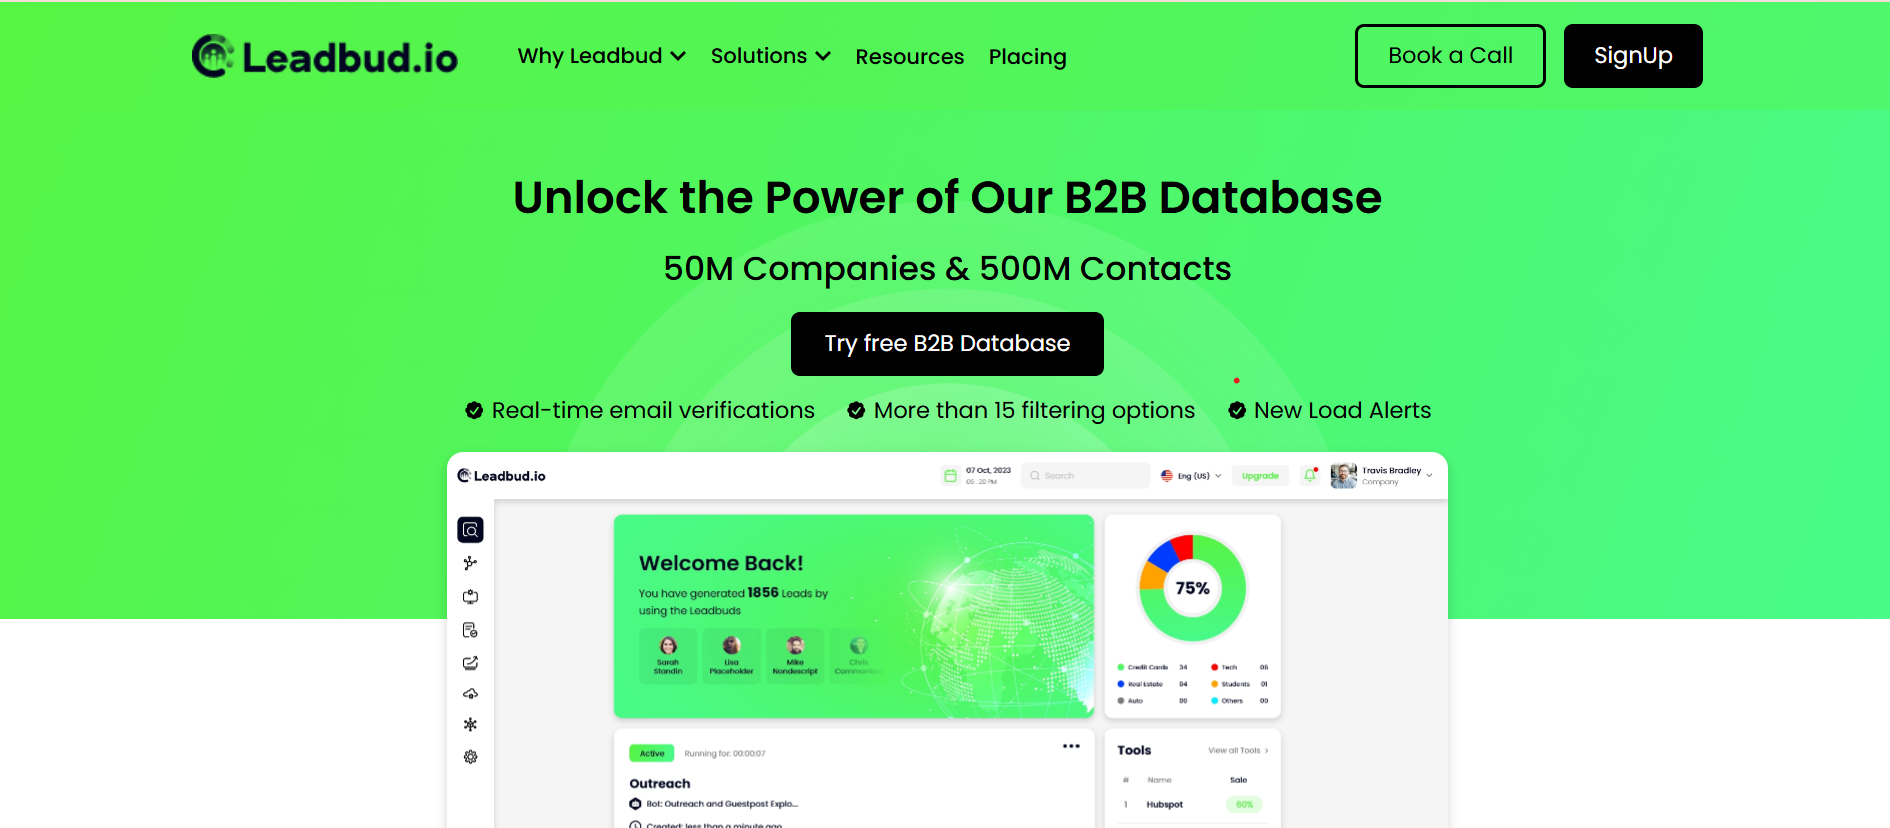 Leadbud.io
Why Leadbud
Solutions
Resources
Placing
Book a Call
SignUp
Unlock the Power of Our B2B Database
50M Companies & 500M Contacts
Try free B2B Database
Real-time email verifications
More than 15 filtering options
New Load Alerts
Leadbud.io
07 Oct, 2023
Search
Eng (US)
Upgrade
Travis Bradley
Company
Welcome Back!
You have generated 1856 Leads by
using the Leadbuds
Sarah
Standin
Lisa
Placeholder
Mike
Nondescript
Chris
75%
Credit Cards 34
Tech 06
Real Estate 04
Students 01
Auto 00
Others 00
Active
Running for: 00:00:07
Outreach
Bot: Outreach and Guestpost Explo...
Created: less than a minute ago
Tools
View all Tools
# Name Sale
1 Hubspot 60%